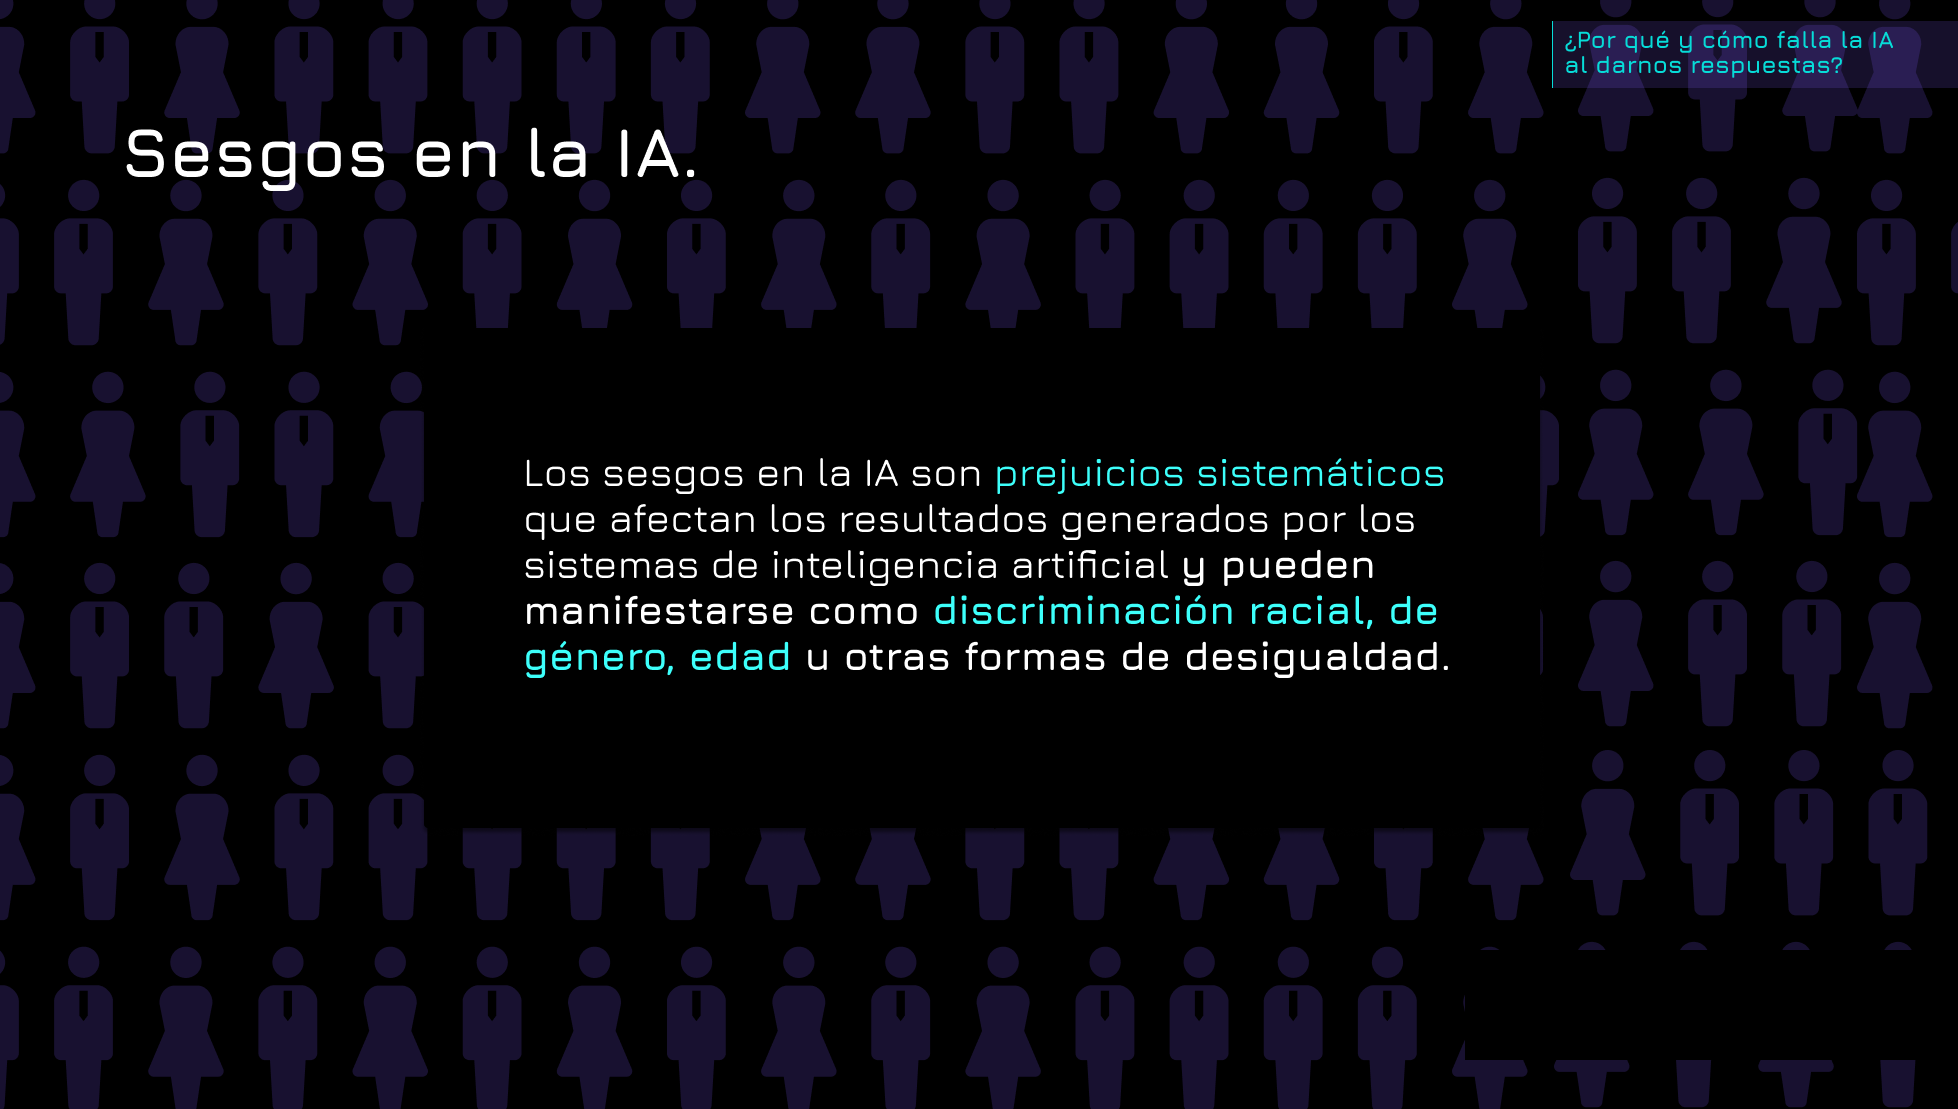 ¿Por qué y cómo falla la IA
al darnos respuestas?
Sesgos en la IA.
Los sesgos en la IA son prejuicios sistemáticos
que afectan los resultados generados por los
sistemas de inteligencia artificial y pueden
manifestarse como discriminación racial, de
género, edad u otras formas de desigualdad.